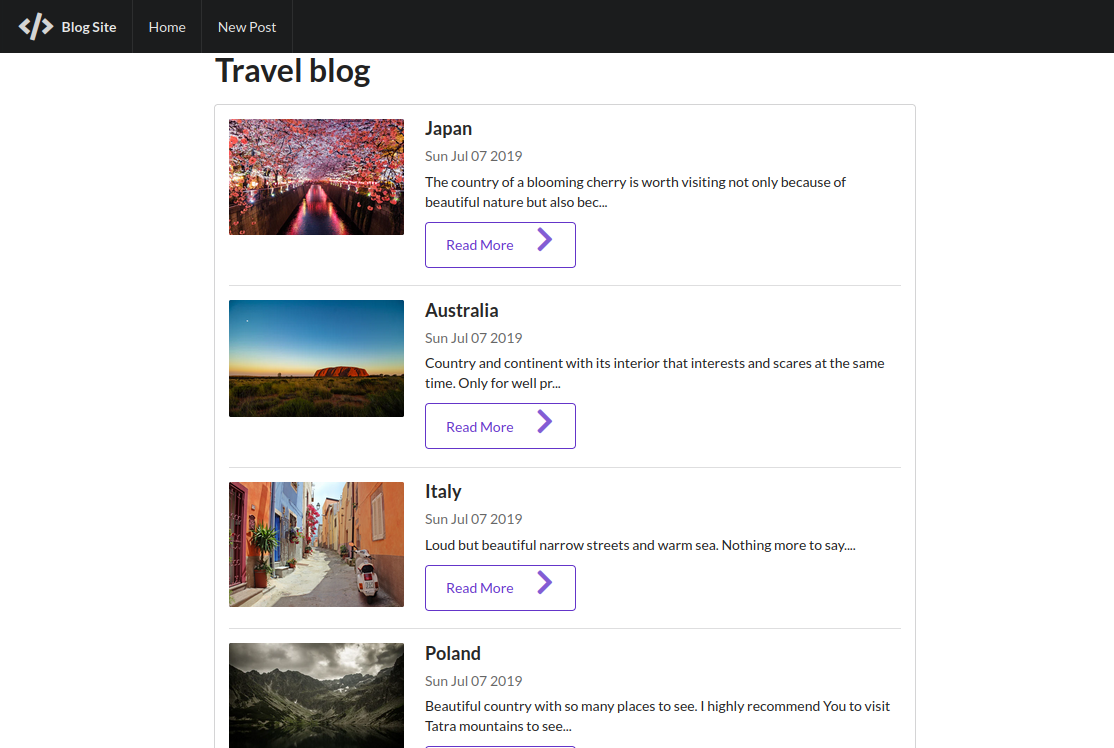 Blog Site
Home
New Post
Travel blog
Japan
Sun Jul 07 2019
The country of a blooming cherry is worth visiting not only because of
beautiful nature but also bec...
Read More
Australia
Sun Jul 07 2019
Country and continent with its interior that interests and scares at the same
time. Only for well pr...
Read More
Italy
Sun Jul 07 2019
Loud but beautiful narrow streets and warm sea. Nothing more to say....
Read More
Poland
Sun Jul 07 2019
Beautiful country with so many places to see. I highly recommend You to visit
Tatra mountains to see...